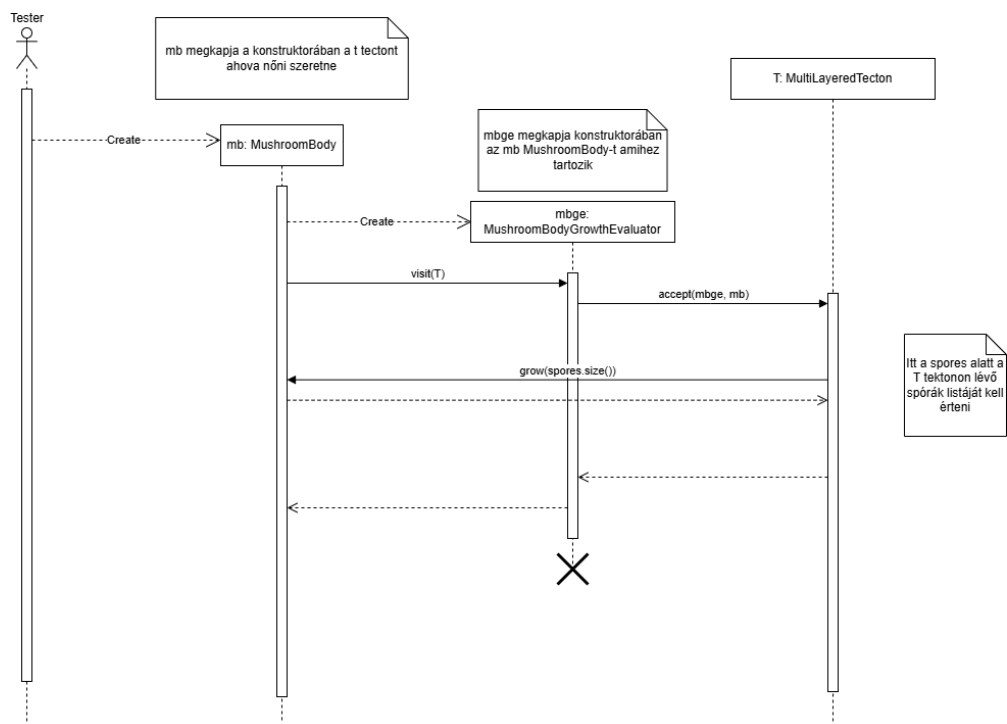 Tester
mb megkapja a konstruktorában a t tectont
ahova nőni szeretne
T: MultiLayeredTecton
mbge megkapja konstruktorában
az mb MushroomBody-t amihez
tartozik
Create
mb: MushroomBody
mbge:
MushroomBodyGrowthEvaluator
Create
visit(T)
accept(mbge, mb)
grow(spores.size())
Itt a spores alatt a
T tektonon lévő
spórák listáját kell
érteni